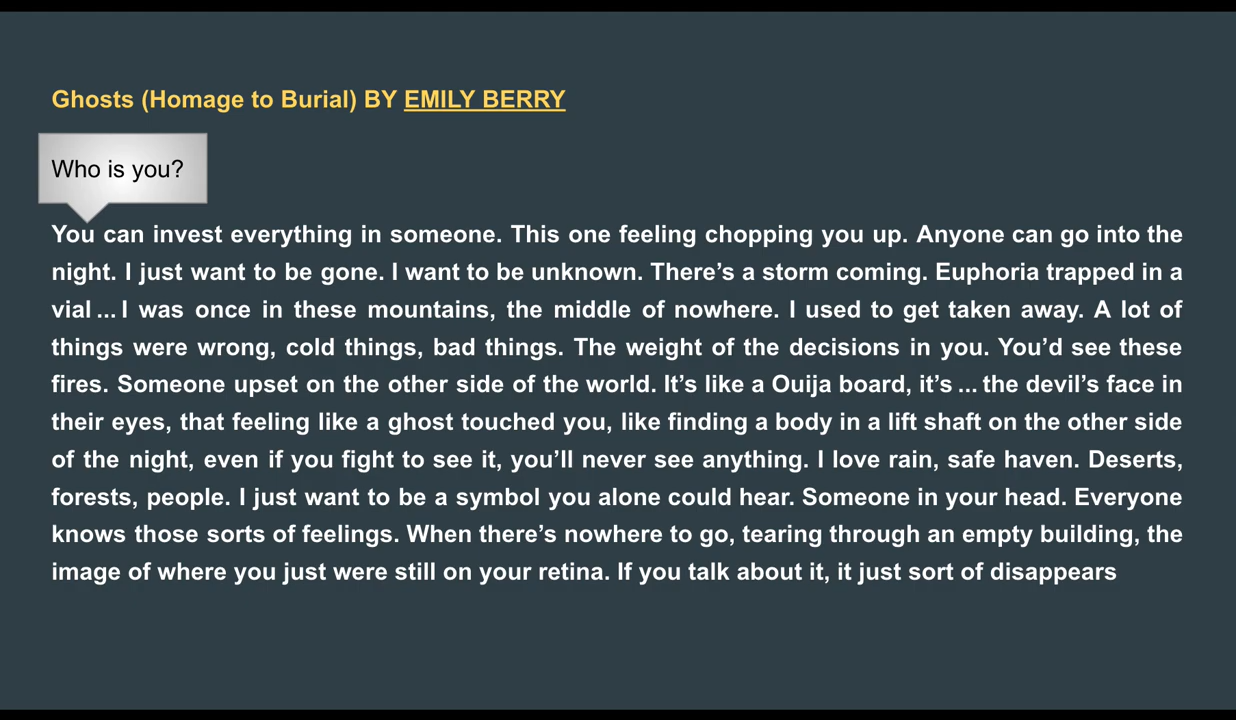 Ghosts (Homage to Burial) BY EMILY BERRY
Who is you?
You can invest everything in someone. This one feeling chopping you up. Anyone can go into the
night. I just want to be gone. I want to be unknown. There’s a storm coming. Euphoria trapped in a
vial ... I was once in these mountains, the middle of nowhere. I used to get taken away. A lot of
things were wrong, cold things, bad things. The weight of the decisions in you. You’d see these
fires. Someone upset on the other side of the world. It’s like a Ouija board, it’s ... the devil’s face in
their eyes, that feeling like a ghost touched you, like finding a body in a lift shaft on the other side
of the night, even if you fight to see it, you’ll never see anything. I love rain, safe haven. Deserts,
forests, people. I just want to be a symbol you alone could hear. Someone in your head. Everyone
knows those sorts of feelings. When there’s nowhere to go, tearing through an empty building, the
image of where you just were still on your retina. If you talk about it, it just sort of disappears